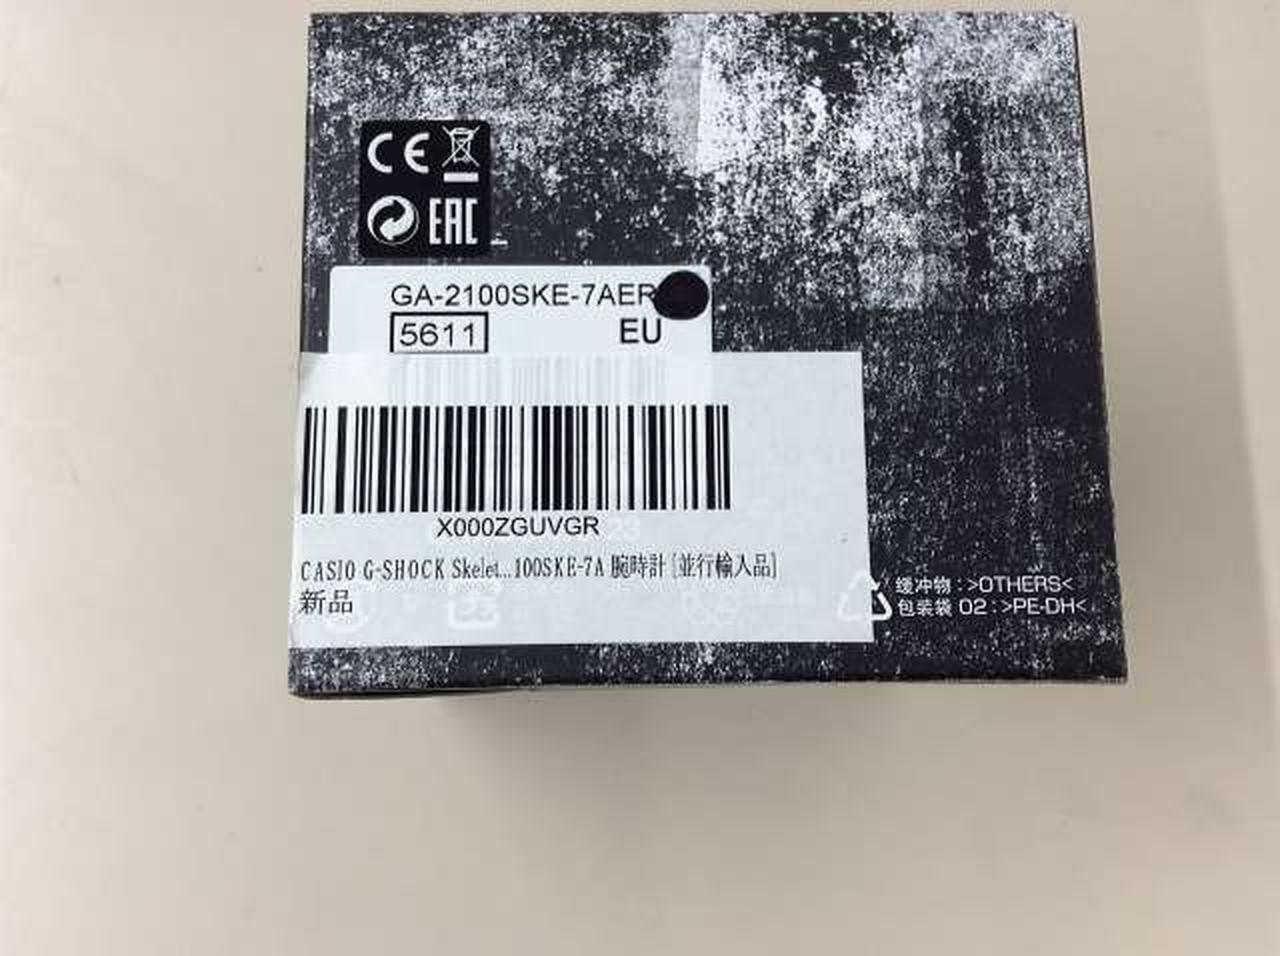 CE
EAC
GA-2100SKE-7AER
5611 EU
X000ZGUVGR
CASIO G-SHOCK Skelet...100SKE-7A 腕時計 [並行輸入品]
新品
缓冲物：>OTHERS<
包装袋 02：>PE-DH<